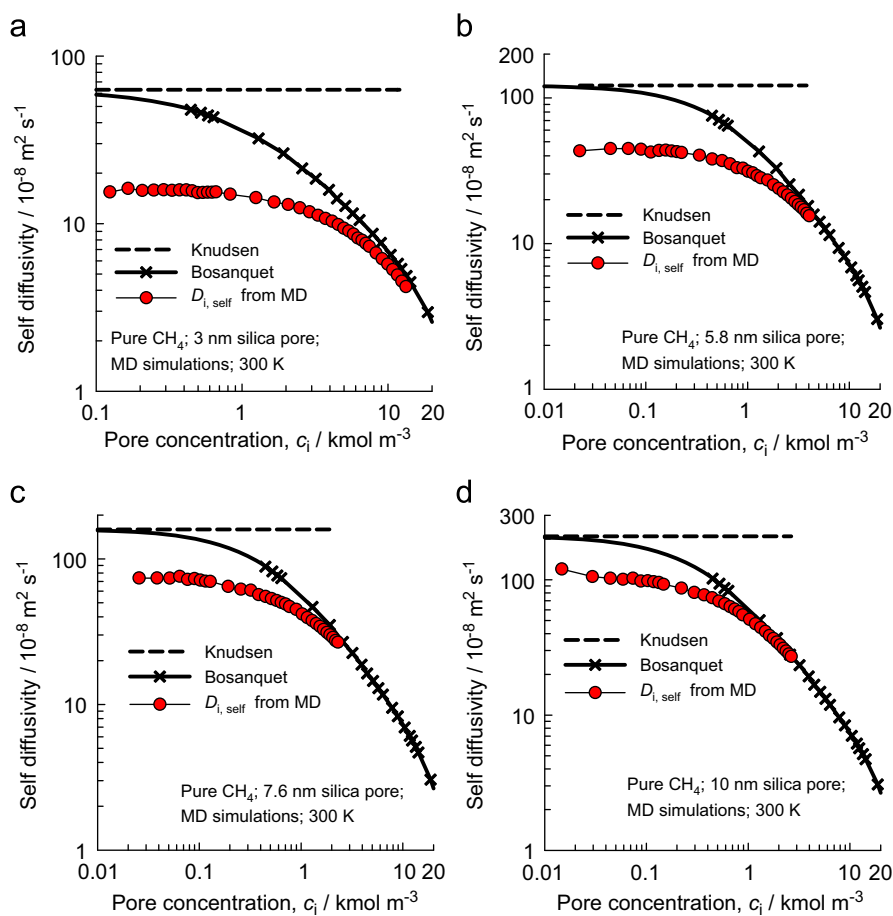 a
100
10
1
0.1
1
10
20
Self diffusivity / 10⁻⁸ m² s⁻¹
Pore concentration, cᵢ / kmol m⁻³
Knudsen
Bosanquet
Dᵢ, self from MD
Pure CH₄; 3 nm silica pore;
MD simulations; 300 K
b
200
100
10
1
0.01
0.1
1
10 20
Self diffusivity / 10⁻⁸ m² s⁻¹
Pore concentration, cᵢ / kmol m⁻³
Knudsen
Bosanquet
Dᵢ, self from MD
Pure CH₄; 5.8 nm silica pore;
MD simulations; 300 K
c
100
10
1
0.01
0.1
1
10 20
Self diffusivity / 10⁻⁸ m² s⁻¹
Pore concentration, cᵢ / kmol m⁻³
Knudsen
Bosanquet
Dᵢ, self from MD
Pure CH₄; 7.6 nm silica pore;
MD simulations; 300 K
d
300
100
10
1
0.01
0.1
1
10 20
Self diffusivity / 10⁻⁸ m² s⁻¹
Pore concentration, cᵢ / kmol m⁻³
Knudsen
Bosanquet
Dᵢ, self from MD
Pure CH₄; 10 nm silica pore;
MD simulations; 300 K